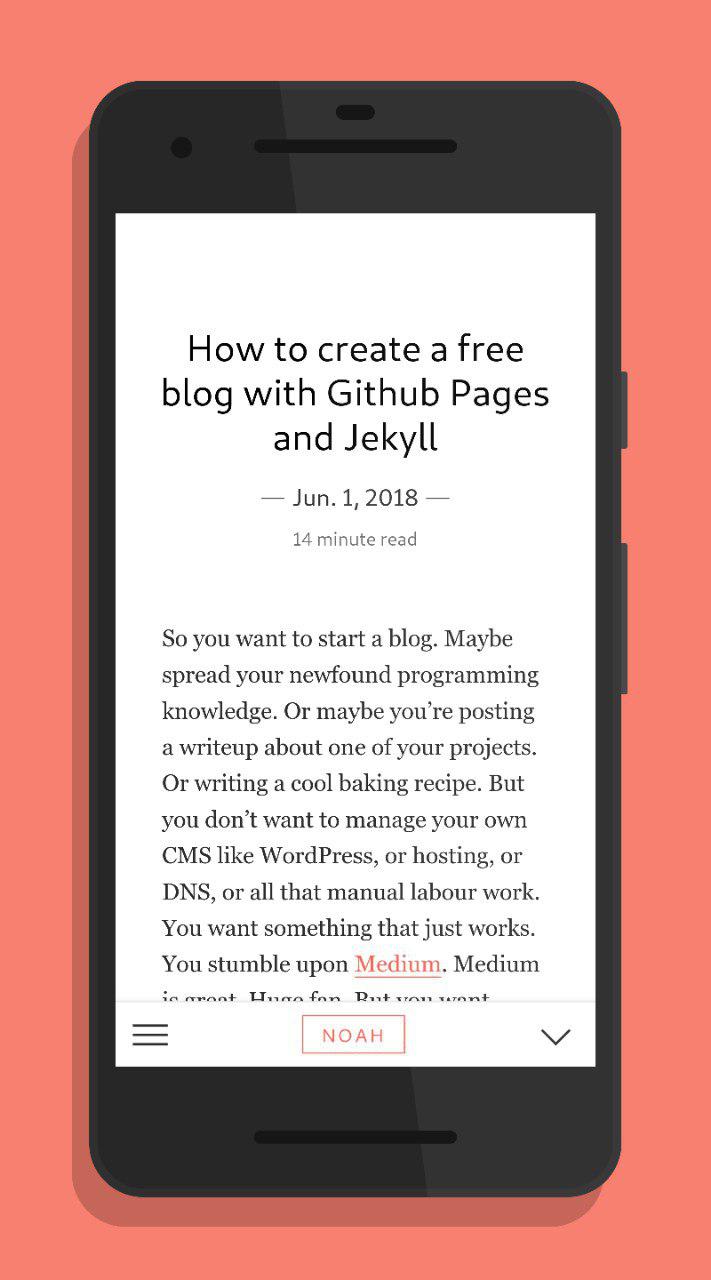 How to create a free
blog with Github Pages
and Jekyll
— Jun. 1, 2018 —
14 minute read
So you want to start a blog. Maybe
spread your newfound programming
knowledge. Or maybe you’re posting
a writeup about one of your projects.
Or writing a cool baking recipe. But
you don’t want to manage your own
CMS like WordPress, or hosting, or
DNS, or all that manual labour work.
You want something that just works.
You stumble upon Medium. Medium
is great. Huge fan. But you want
NOAH